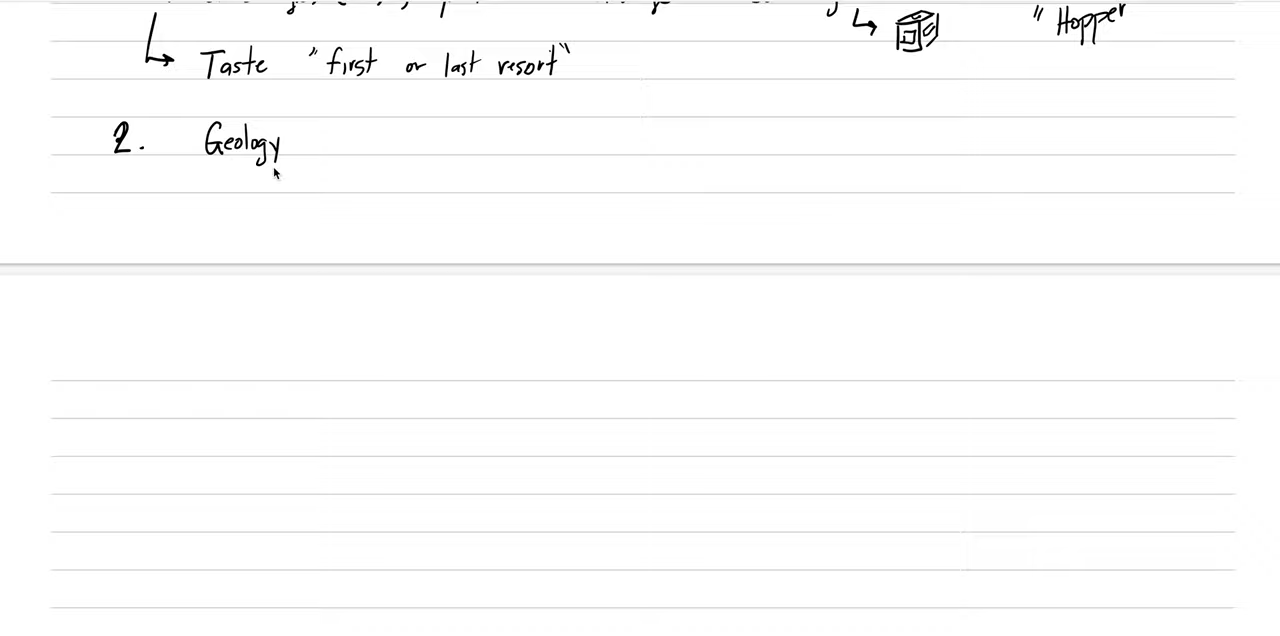 " Hopper
Taste "first or last resort"
2. Geology